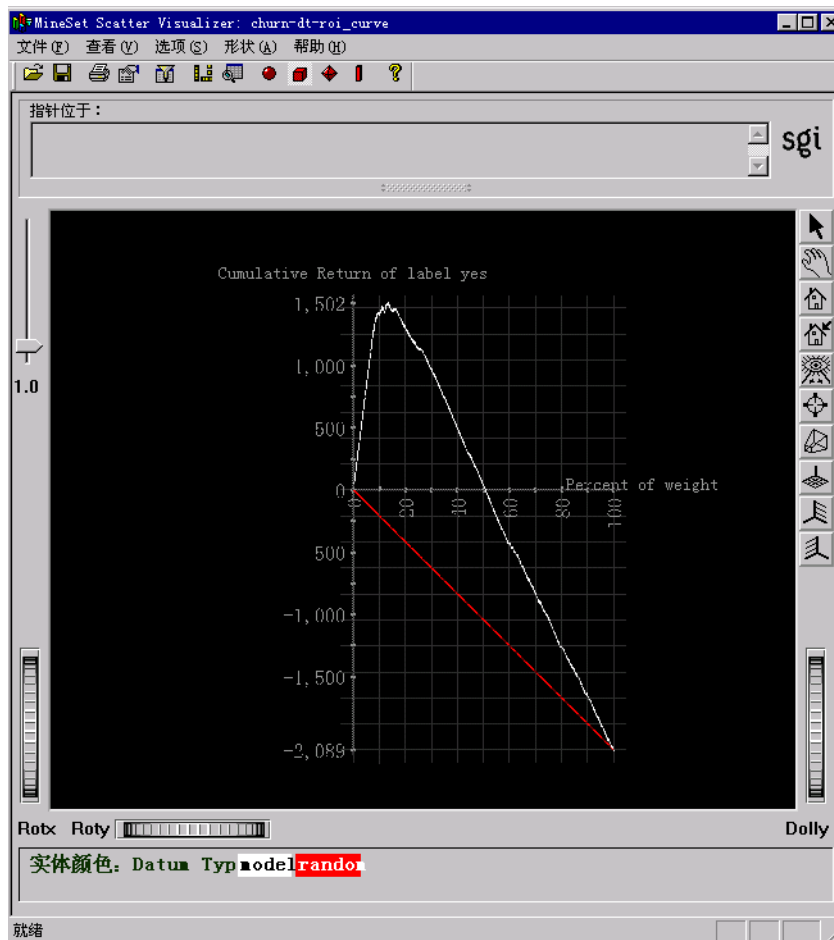 MineSet Scatter Visualizer: churn-dt-roi_curve
文件(F) 查看(V) 选项(S) 形状(A) 帮助(H)
指针位于:
sgi
1.0
Cumulative Return of label yes
1,502
1,000
500
0
Percent of weight
20
40
60
80
100
500
-1,000
-1,500
-2,089
Rotx Roty
Dolly
实体颜色: Datum Typ model random
就绪